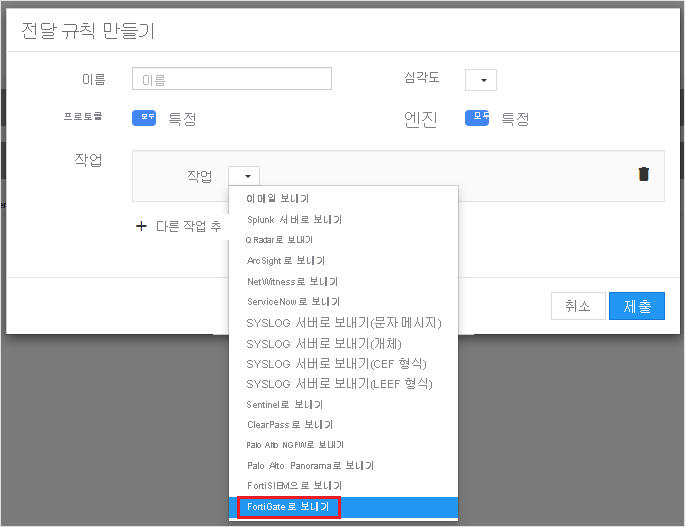 전달 규칙 만들기
이름 이름 심각도
프로토콜 모두 특정 엔진 모두 특정
작업
작업
이메일 보내기
다른 작업 추
Splunk 서버로 보내기
QRadar로 보내기
ArcSight로 보내기
NetWitness로 보내기
ServiceNow로 보내기
취소 제출
SYSLOG 서버로 보내기(문자 메시지)
SYSLOG 서버로 보내기(개체)
SYSLOG 서버로 보내기(CEF 형식)
SYSLOG 서버로 보내기(LEEF 형식)
Sentinel로 보내기
ClearPass로 보내기
Palo Alto NGFW로 보내기
Palo Alto Panorama로 보내기
FortiSIEM으로 보내기
FortiGate로 보내기